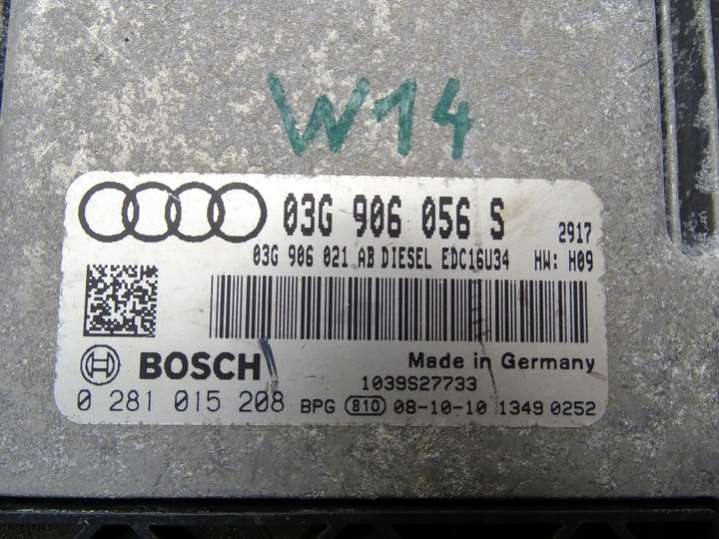 W14
03G 906 056 S 2917
03G 906 021 AB DIESEL EDC16U34 HW: H09
BOSCH Made in Germany
1039S27733
0 281 015 208 BPG 810 08-10-10 1349 0252